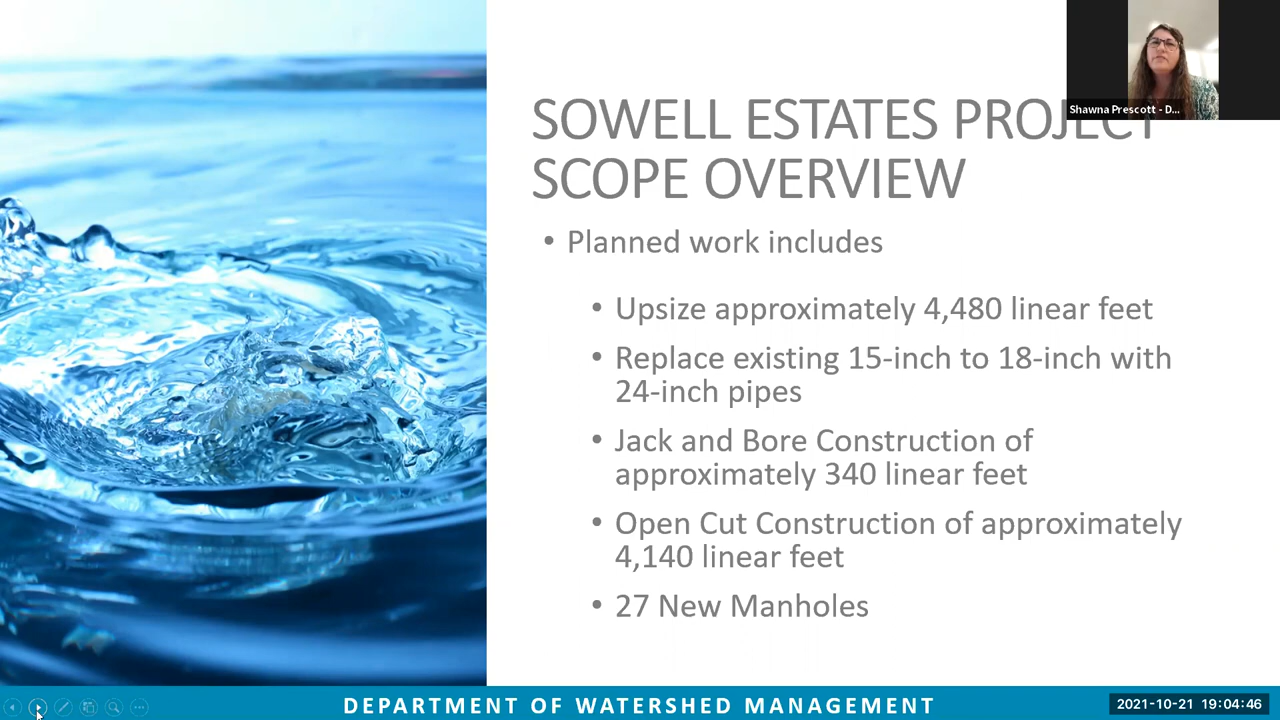 Shawna Prescott - D...
SOWELL ESTATES PROJECT
SCOPE OVERVIEW
• Planned work includes
• Upsize approximately 4,480 linear feet
• Replace existing 15-inch to 18-inch with
24-inch pipes
• Jack and Bore Construction of
approximately 340 linear feet
• Open Cut Construction of approximately
4,140 linear feet
• 27 New Manholes
DEPARTMENT OF WATERSHED MANAGEMENT
2021-10-21 19:04:46